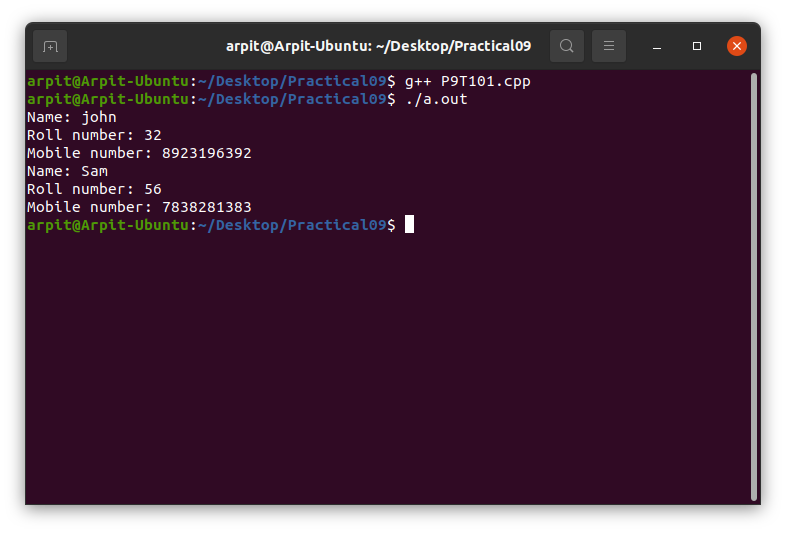 arpit@Arpit-Ubuntu: ~/Desktop/Practical09
arpit@Arpit-Ubuntu:~/Desktop/Practical09$ g++ P9T101.cpp
arpit@Arpit-Ubuntu:~/Desktop/Practical09$ ./a.out
Name: john
Roll number: 32
Mobile number: 8923196392
Name: Sam
Roll number: 56
Mobile number: 7838281383
arpit@Arpit-Ubuntu:~/Desktop/Practical09$